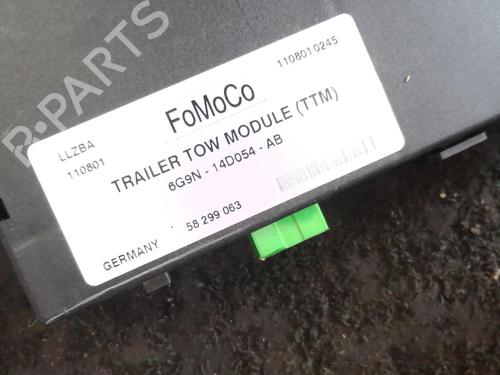 R-PARTS
LLZBA
110801
FoMoCo
1108010245
TRAILER TOW MODULE (TTM)
6G9N - 14D054 - AB
58 299 063
GERMANY